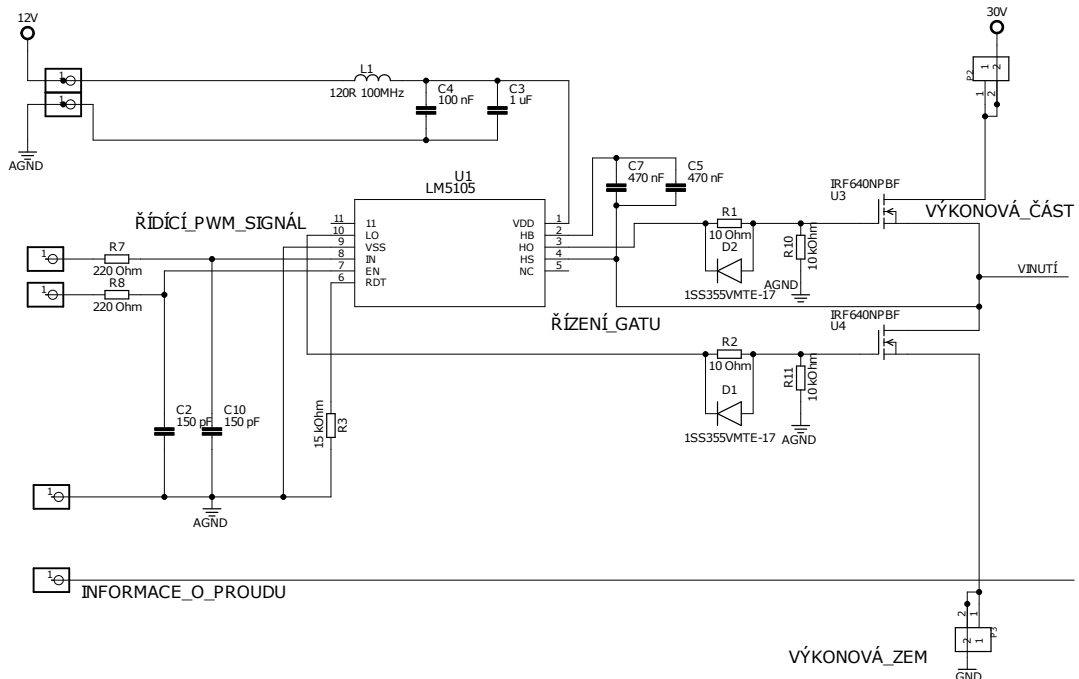 12V
30V
1
1
L1
120R 100MHz
C4
100 nF
C3
1 uF
AGND
P2
1 2
1 2
U1
LM5105
C7
470 nF
C5
470 nF
IRF640NPBF
U3
ŘÍDÍCÍ_PWM_SIGNÁL
VÝKONOVÁ_ČÁST
11 11
10 LO
9 VSS
8 IN
7 EN
6 RDT
VDD 1
HB 2
HO 3
HS 4
NC 5
R1
10 Ohm
D2
1SS355VMTE-17
R10
10 kOhm
AGND
1
R7
220 Ohm
1
R8
220 Ohm
VINUTÍ
ŘÍZENÍ_GATU
IRF640NPBF
U4
R2
10 Ohm
D1
1SS355VMTE-17
R11
10 kOhm
AGND
C2
150 pF
C10
150 pF
15 kOhm
R3
1
AGND
1
INFORMACE_O_PROUDU
2 1
2 1
P3
VÝKONOVÁ_ZEM
GND